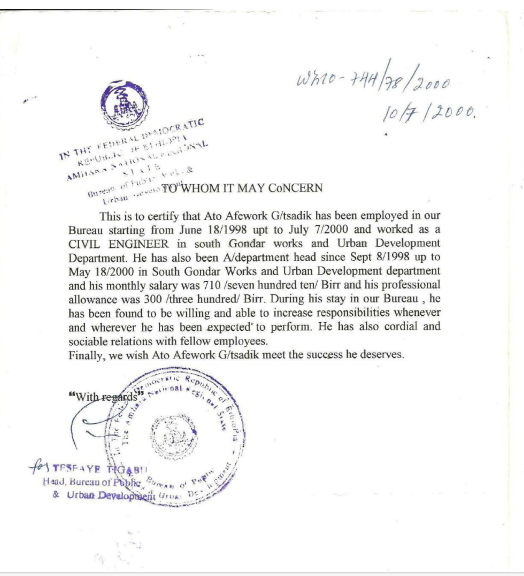 10/7/2000.
IN THE FEDERAL DEMOCRATIC
REPUBLIC OF ETHIOPIA
AMHARA NATIONAL REGIONAL
STATE
Bureau of Public &
Urban
TO WHOM IT MAY CoNCERN
This is to certify that Ato Afework G/tsadik has been employed in our
Bureau starting from June 18/1998 upt to July 7/2000 and worked as a
CIVIL ENGINEER in south Gondar works and Urban Development
Department. He has also been A/department head since Sept 8/1998 up to
May 18/2000 in South Gondar Works and Urban Development department
and his monthly salary was 710 /seven hundred ten/ Birr and his professional
allowance was 300 /three hundred/ Birr. During his stay in our Bureau , he
has been found to be willing and able to increase responsibilities whenever
and wherever he has been expected to perform. He has also cordial and
sociable relations with fellow employees.
Finally, we wish Ato Afework G/tsadik meet the success he deserves.
"With regards"
In The Federal Democratic Republic of Ethiopia
The Amhara National Regional State
Bureau of Public
Urban Development
for TESFAYE TIGABU
Head, Bureau of Public
& Urban Development